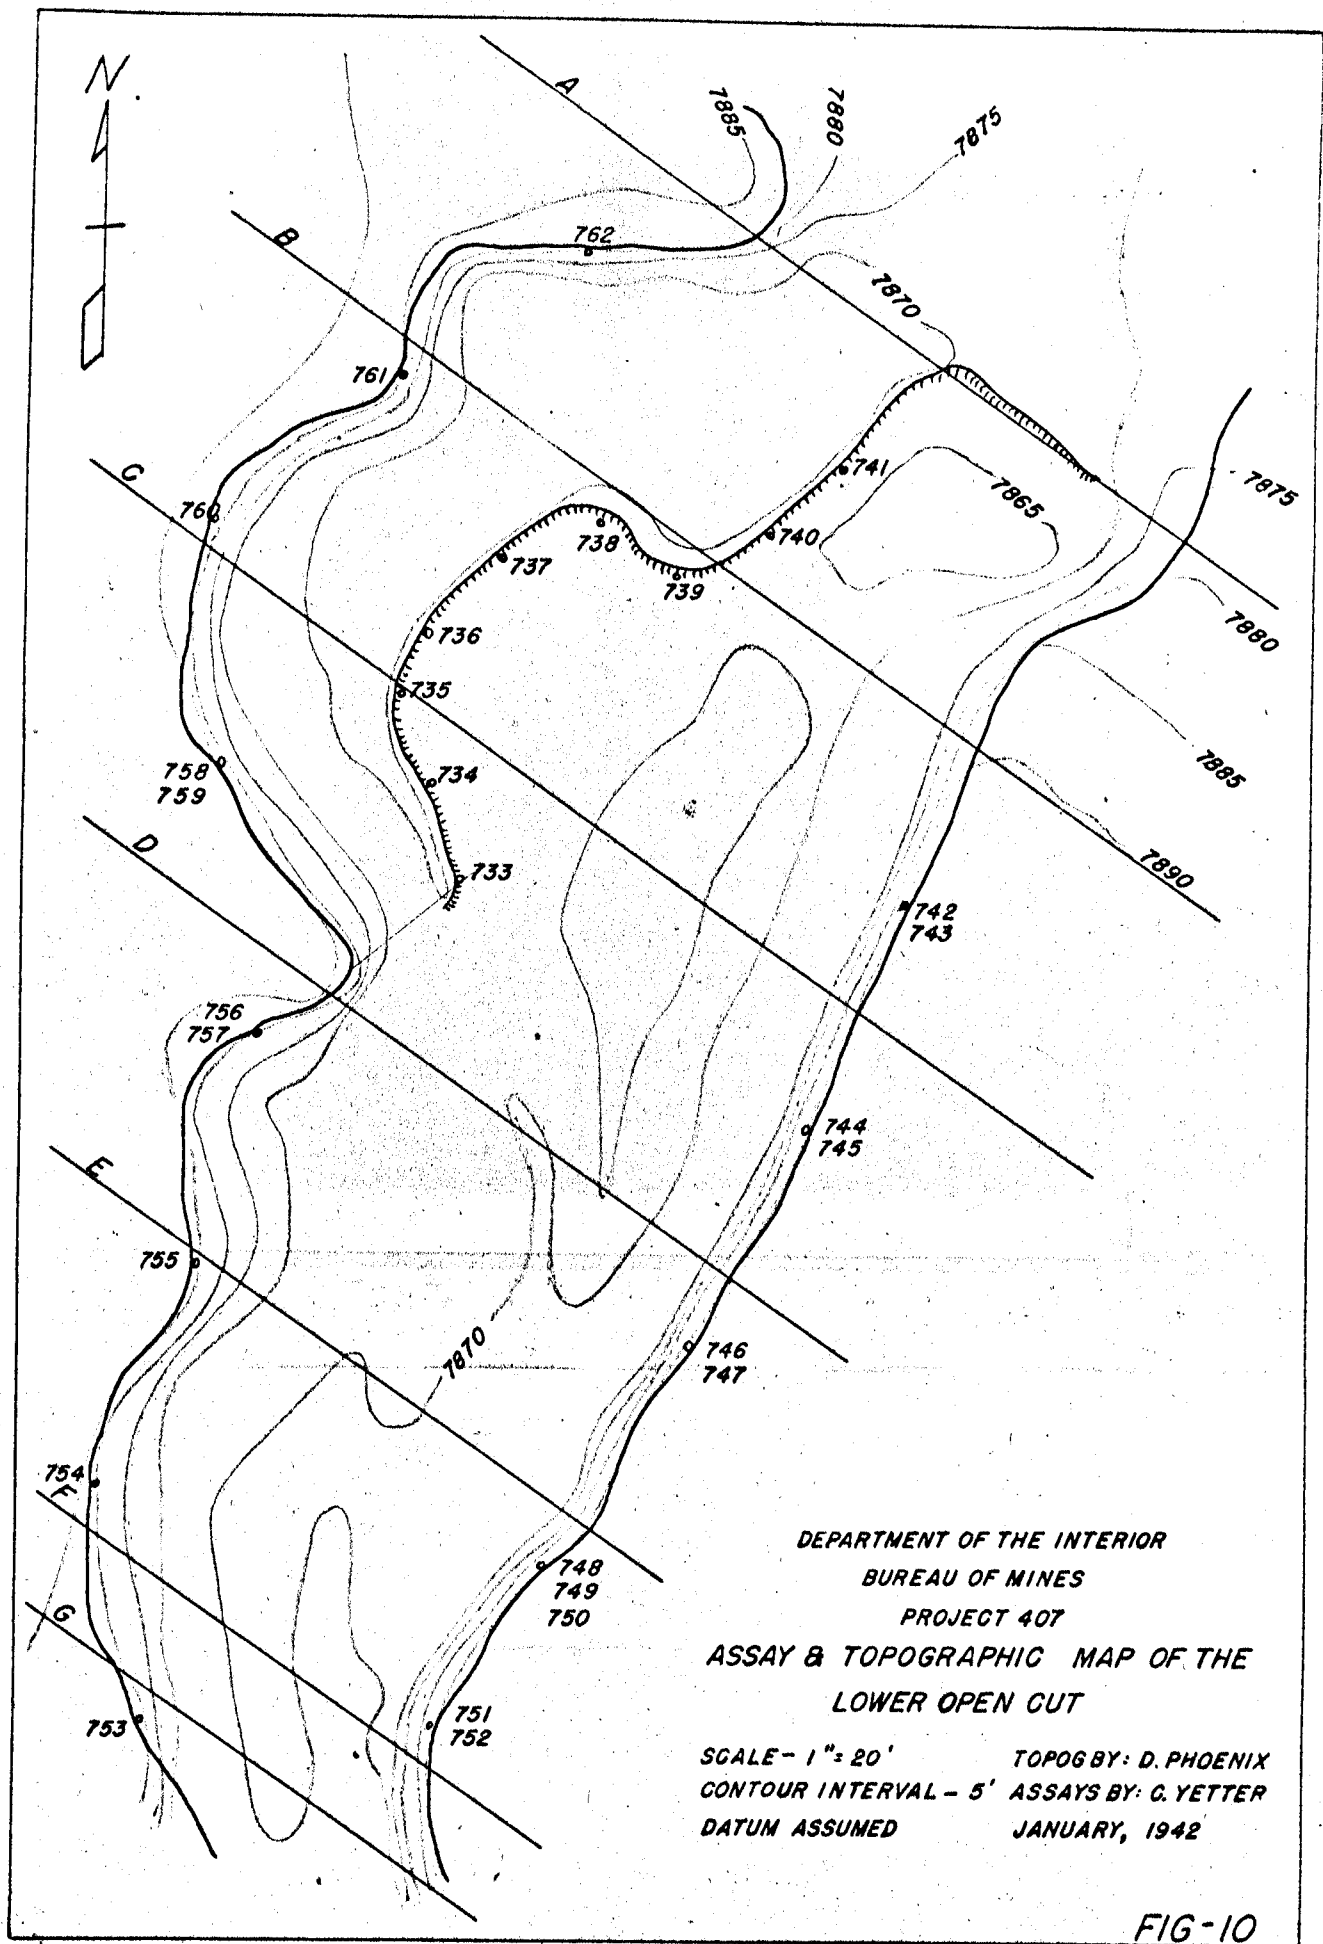 N
A
7885
7880
7875
B
762
7870
761
C
741
7865
7875
760
740
738
737
739
736
7880
735
734
7885
758
759
D
733
7890
742
743
756
757
744
745
E
755
746
747
7870
754
F
748
749
750
G
751
752
753
DEPARTMENT OF THE INTERIOR
BUREAU OF MINES
PROJECT 407
ASSAY & TOPOGRAPHIC MAP OF THE
LOWER OPEN CUT
SCALE - 1" = 20' TOPOG BY: D. PHOENIX
CONTOUR INTERVAL - 5' ASSAYS BY: C. YETTER
DATUM ASSUMED JANUARY, 1942
FIG-10